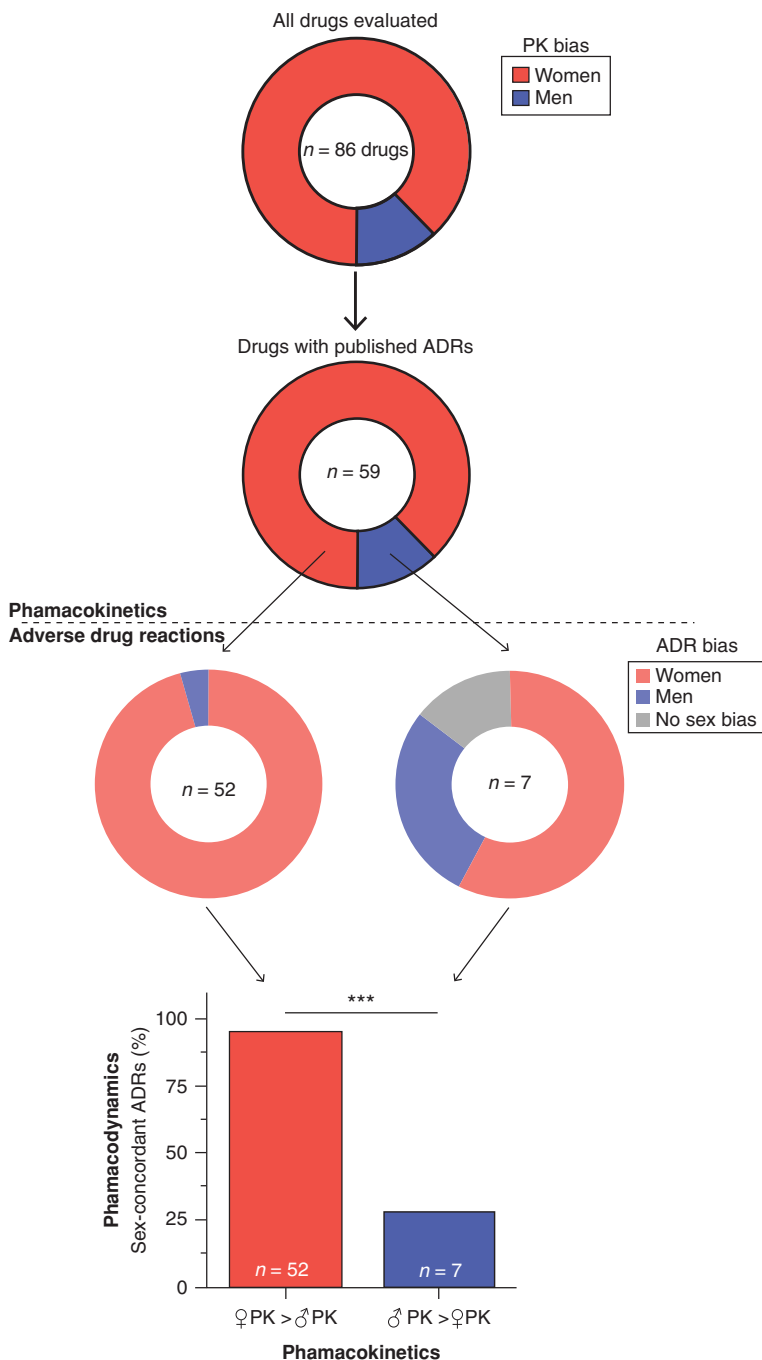 All drugs evaluated
PK bias
Women
Men
n = 86 drugs
Drugs with published ADRs
n = 59
Phamacokinetics
Adverse drug reactions
ADR bias
Women
Men
No sex bias
n = 52
n = 7
***
100
75
50
25
0
Phamacodynamics
Sex-concordant ADRs (%)
n = 52
n = 7
♀PK >♂PK
♂ PK >♀PK
Phamacokinetics